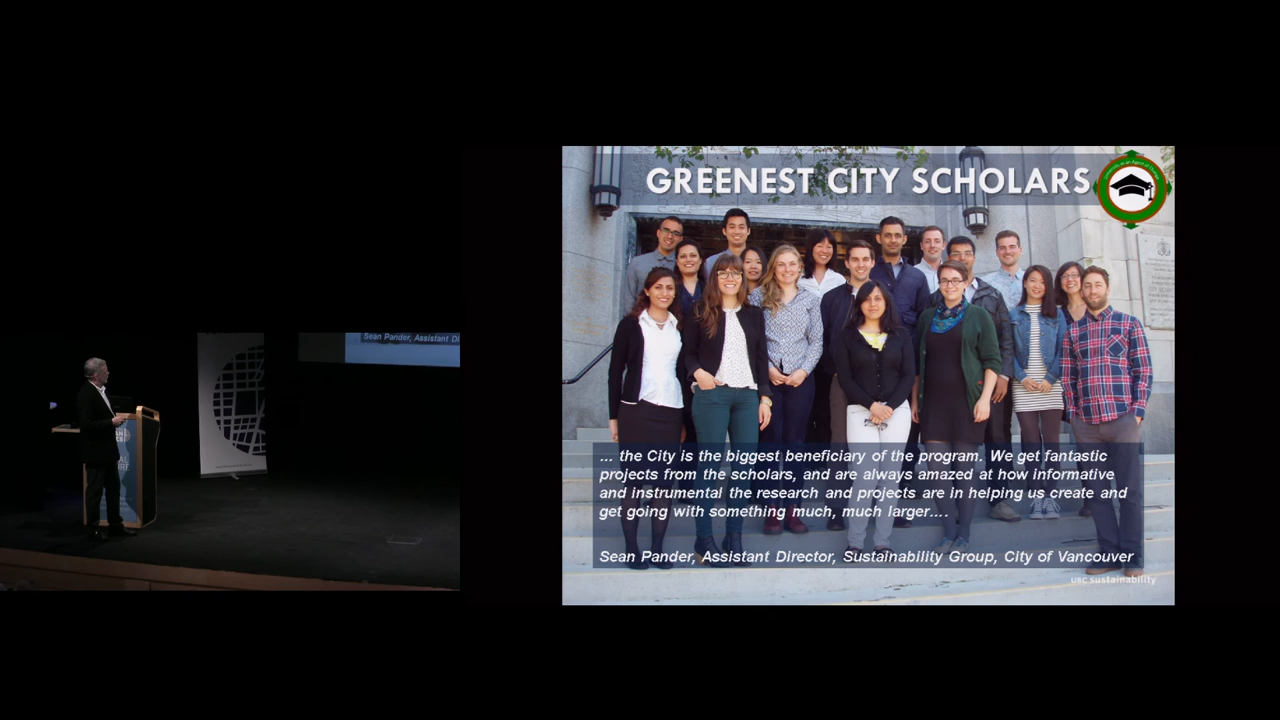 GREENEST CITY SCHOLARS
... the City is the biggest beneficiary of the program. We get fantastic
projects from the scholars, and are always amazed at how informative
and instrumental the research and projects are in helping us create and
get going with something much, much larger....
Sean Pander, Assistant Director, Sustainability Group, City of Vancouver
UBC sustainability
Sean Pander, Assistant Di